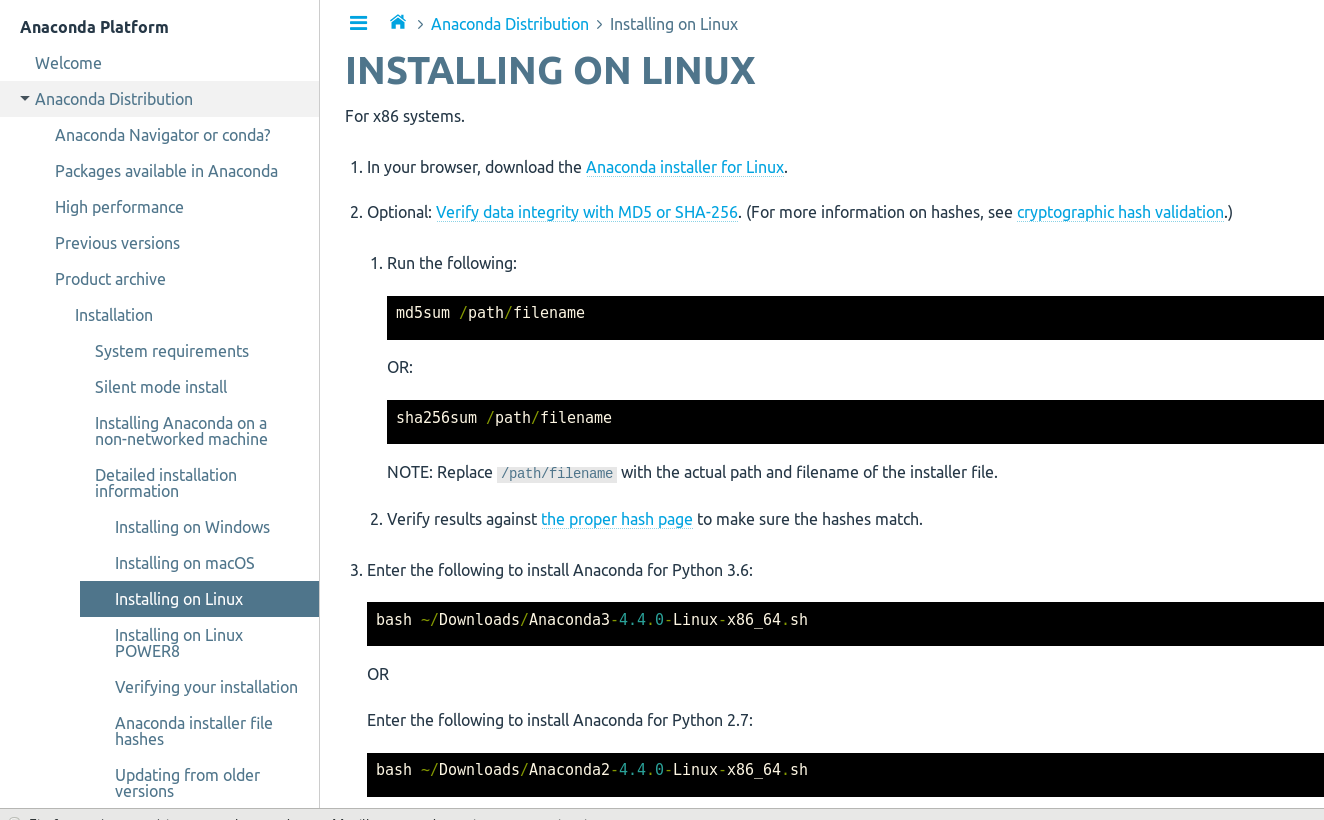 Anaconda Platform
Welcome
Anaconda Distribution
Anaconda Navigator or conda?
Packages available in Anaconda
High performance
Previous versions
Product archive
Installation
System requirements
Silent mode install
Installing Anaconda on a
non-networked machine
Detailed installation
information
Installing on Windows
Installing on macOS
Installing on Linux
Installing on Linux
POWER8
Verifying your installation
Anaconda installer file
hashes
Updating from older
versions
Anaconda Distribution > Installing on Linux
INSTALLING ON LINUX
For x86 systems.
1. In your browser, download the Anaconda installer for Linux.
2. Optional: Verify data integrity with MD5 or SHA-256. (For more information on hashes, see cryptographic hash validation.)
1. Run the following:
md5sum /path/filename
OR:
sha256sum /path/filename
NOTE: Replace /path/filename with the actual path and filename of the installer file.
2. Verify results against the proper hash page to make sure the hashes match.
3. Enter the following to install Anaconda for Python 3.6:
bash ~/Downloads/Anaconda3-4.4.0-Linux-x86_64.sh
OR
Enter the following to install Anaconda for Python 2.7:
bash ~/Downloads/Anaconda2-4.4.0-Linux-x86_64.sh